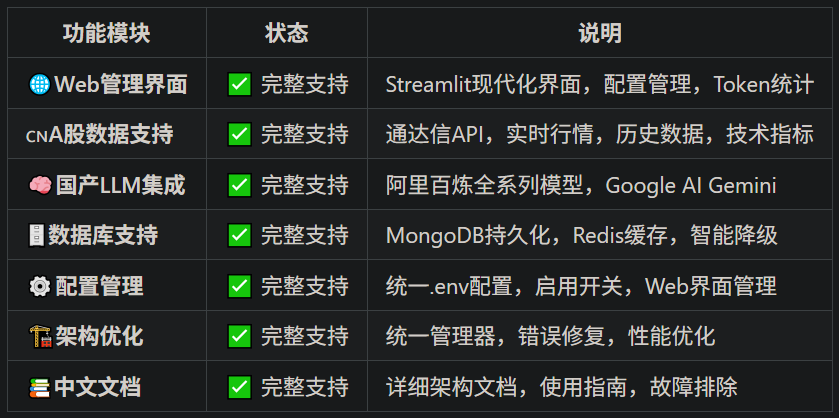 功能模块 状态 说明
🌐Web管理界面 ✅ 完整支持 Streamlit现代化界面，配置管理，Token统计
CNA股数据支持 ✅ 完整支持 通达信API，实时行情，历史数据，技术指标
🧠国产LLM集成 ✅ 完整支持 阿里百炼全系列模型，Google AI Gemini
🗄️数据库支持 ✅ 完整支持 MongoDB持久化，Redis缓存，智能降级
⚙️配置管理 ✅ 完整支持 统一.env配置，启用开关，Web界面管理
🏗️架构优化 ✅ 完整支持 统一管理器，错误修复，性能优化
📚中文文档 ✅ 完整支持 详细架构文档，使用指南，故障排除